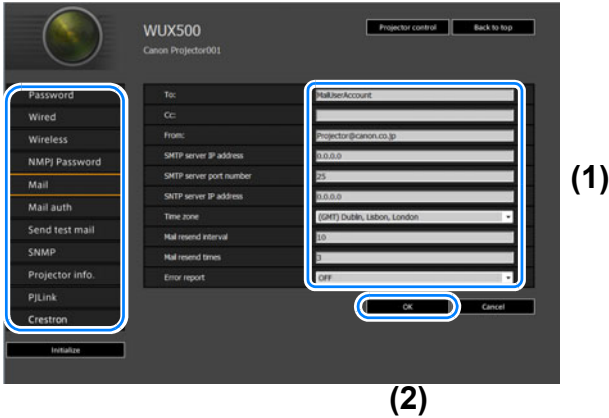 WUX500
Canon Projector001
Projector control
Back to top
Password
Wired
Wireless
NMPJ Password
Mail
Mail auth
Send test mail
SNMP
Projector info.
PJLink
Crestron
Initialize
To: MailUserAccount
Cc:
From: Projector@canon.co.jp
SMTP server IP address 0.0.0.0
SMTP server port number 25
SNTP server IP address 0.0.0.0
Time zone (GMT) Dublin, Lisbon, London
Mail resend interval 10
Mail resend times 3
Error report OFF
OK Cancel
(1)
(2)